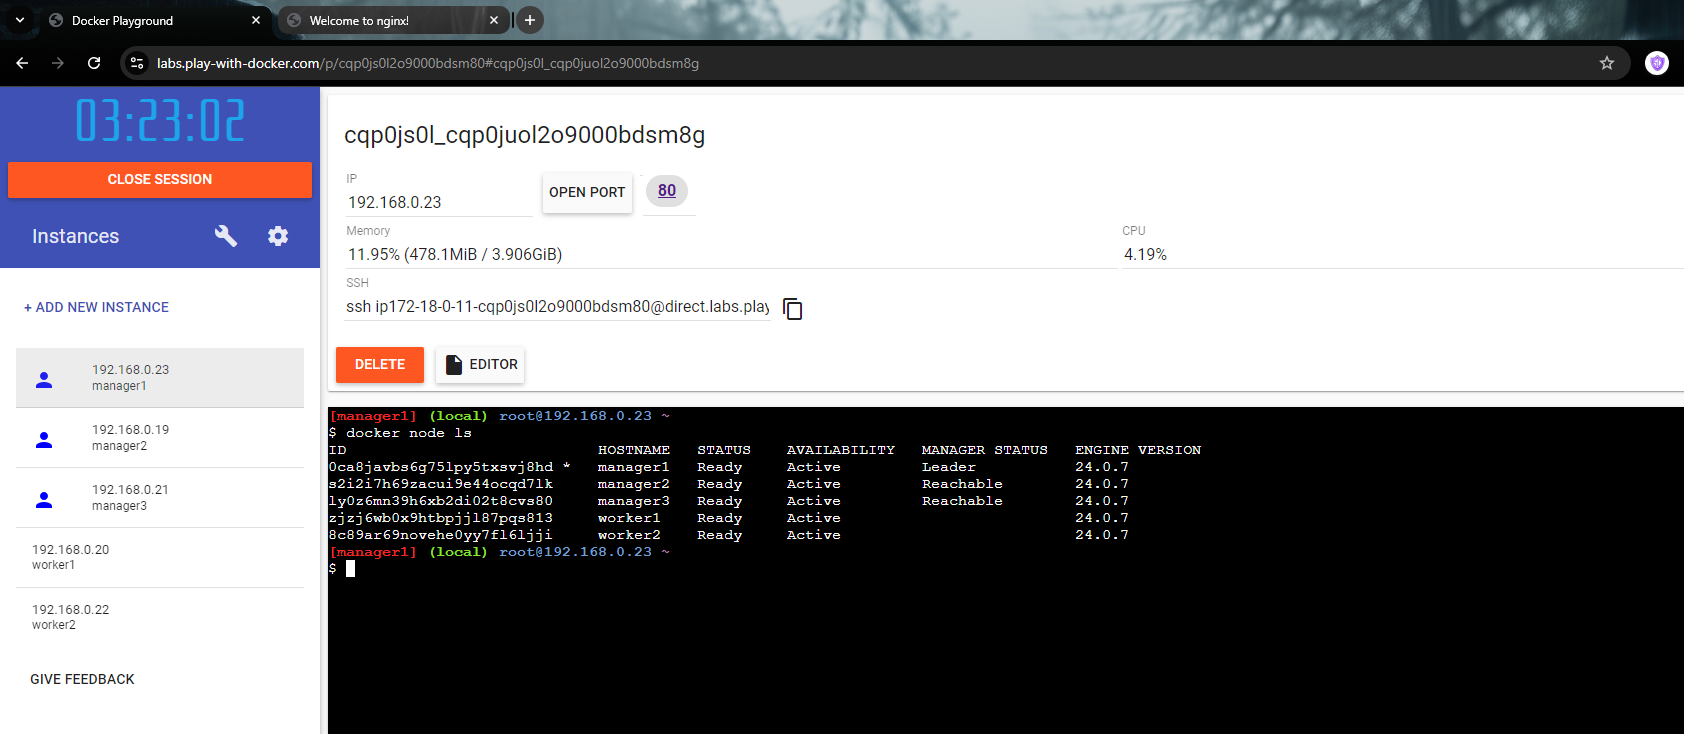 Docker Playground
Welcome to nginx!
labs.play-with-docker.com/p/cqp0js0l2o9000bdsm80#cqp0js0l_cqp0juol2o9000bdsm8g
03:23:02
CLOSE SESSION
Instances
+ ADD NEW INSTANCE
192.168.0.23
manager1
192.168.0.19
manager2
192.168.0.21
manager3
192.168.0.20
worker1
192.168.0.22
worker2
GIVE FEEDBACK
cqp0js0l_cqp0juol2o9000bdsm8g
IP
192.168.0.23
OPEN PORT
80
Memory
11.95% (478.1MiB / 3.906GiB)
CPU
4.19%
SSH
ssh ip172-18-0-11-cqp0js0l2o9000bdsm80@direct.labs.play
DELETE
EDITOR
[manager1] (local) root@192.168.0.23 ~
$ docker node ls
ID HOSTNAME STATUS AVAILABILITY MANAGER STATUS ENGINE VERSION
0ca8javbs6g75lpy5txsvj8hd * manager1 Ready Active Leader 24.0.7
s2i2i7h69zacui9e44ocqd7lk manager2 Ready Active Reachable 24.0.7
ly0z6mn39h6xb2di02t8cvs80 manager3 Ready Active Reachable 24.0.7
zjzj6wb0x9htbpjjl87pqs813 worker1 Ready Active 24.0.7
8c89ar69novehe0yy7fl6ljji worker2 Ready Active 24.0.7
[manager1] (local) root@192.168.0.23 ~
$